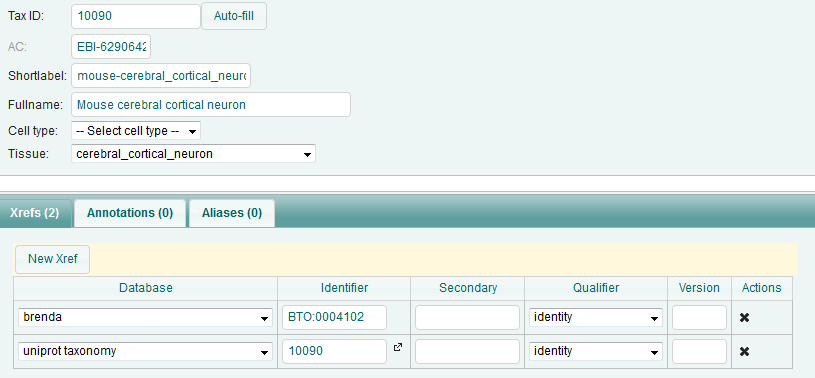 Tax ID: 10090 Auto-fill
AC: EBI-6290642
Shortlabel: mouse-cerebral_cortical_neuro
Fullname: Mouse cerebral cortical neuron
Cell type: -- Select cell type --
Tissue: cerebral_cortical_neuron
Xrefs (2) Annotations (0) Aliases (0)
New Xref
Database Identifier Secondary Qualifier Version Actions
brenda BTO:0004102 identity
uniprot taxonomy 10090 identity